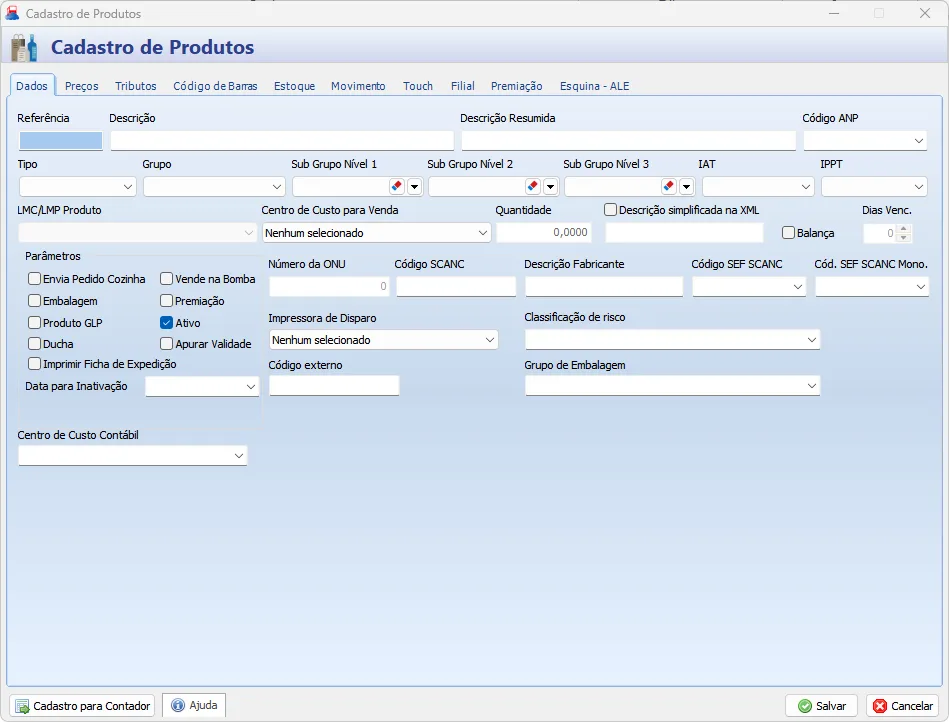 Cadastro de Produtos
Cadastro de Produtos
Dados Preços Tributos Código de Barras Estoque Movimento Touch Filial Premiação Esquina - ALE
Referência Descrição Descrição Resumida Código ANP
Tipo Grupo Sub Grupo Nível 1 Sub Grupo Nível 2 Sub Grupo Nível 3 IAT IPPT
LMC/LMP Produto Centro de Custo para Venda Quantidade Descrição simplificada na XML Dias Venc.
Nenhum selecionado 0,0000 Balança 0
Parâmetros
Número da ONU Código SCANC Descrição Fabricante Código SEF SCANC Cód. SEF SCANC Mono.
Envia Pedido Cozinha Vende na Bomba
0
Embalagem Premiação
Produto GLP Ativo
Impressora de Disparo Classificação de risco
Ducha Apurar Validade
Nenhum selecionado
Imprimir Ficha de Expedição
Código externo Grupo de Embalagem
Data para Inativação
Centro de Custo Contábil
Cadastro para Contador Ajuda Salvar Cancelar